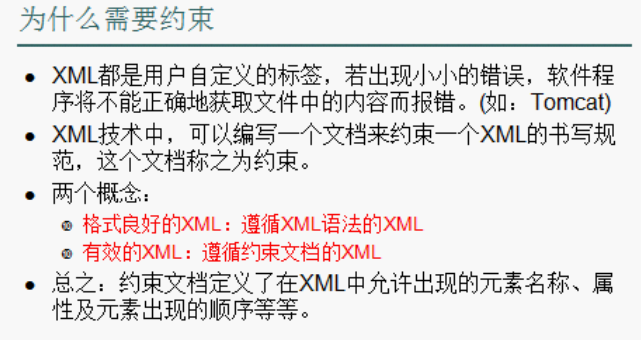 为什么需要约束
XML都是用户自定义的标签，若出现小小的错误，软件程
序将不能正确地获取文件中的内容而报错。(如：Tomcat)
XML技术中，可以编写一个文档来约束一个XML的书写规
范，这个文档称之为约束。
两个概念：
格式良好的XML：遵循XML语法的XML
有效的XML：遵循约束文档的XML
总之：约束文档定义了在XML中允许出现的元素名称、属
性及元素出现的顺序等等。